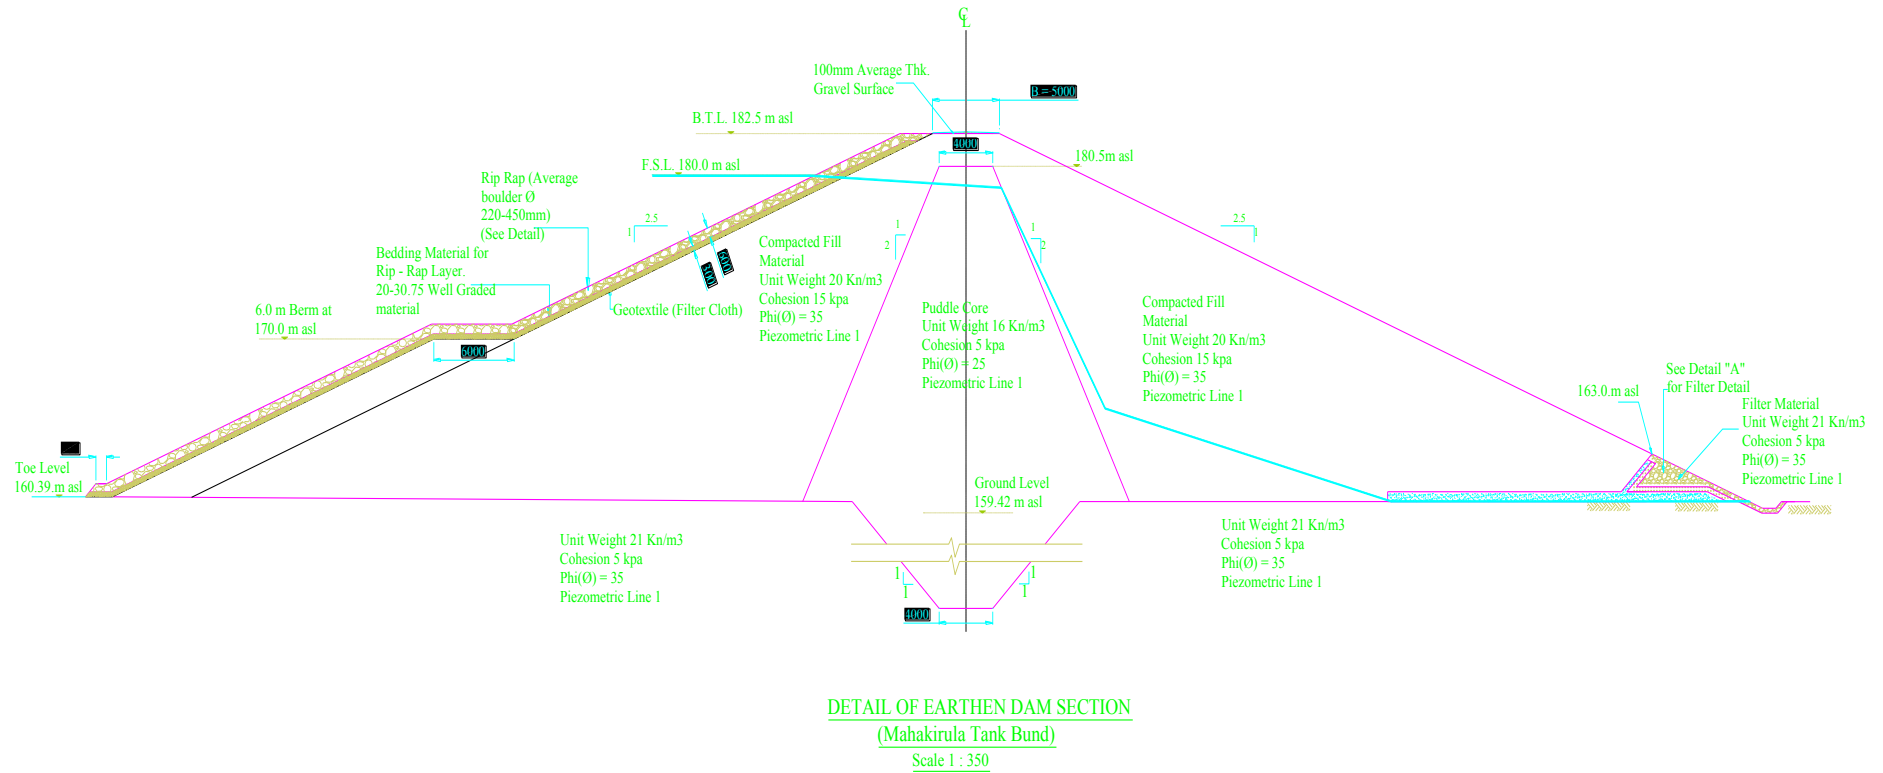 ℄
100mm Average Thk.
Gravel Surface
B = 5000
B.T.L. 182.5 m asl
4000
180.5m asl
F.S.L. 180.0 m asl
Rip Rap (Average
boulder Ø
220-450mm)
(See Detail)
2.5
1
Bedding Material for
Rip - Rap Layer.
20-30.75 Well Graded
material
300
600
Geotextile (Filter Cloth)
6.0 m Berm at
170.0 m asl
6000
Compacted Fill
Material
Unit Weight 20 Kn/m3
Cohesion 15 kpa
Phi(Ø) = 35
Piezometric Line 1
1
2
1
2
2.5
1
Puddle Core
Unit Weight 16 Kn/m3
Cohesion 5 kpa
Phi(Ø) = 25
Piezometric Line 1
Compacted Fill
Material
Unit Weight 20 Kn/m3
Cohesion 15 kpa
Phi(Ø) = 35
Piezometric Line 1
163.0.m asl
See Detail "A"
for Filter Detail
Filter Material
Unit Weight 21 Kn/m3
Cohesion 5 kpa
Phi(Ø) = 35
Piezometric Line 1
Toe Level
160.39.m asl
Ground Level
159.42 m asl
Unit Weight 21 Kn/m3
Cohesion 5 kpa
Phi(Ø) = 35
Piezometric Line 1
Unit Weight 21 Kn/m3
Cohesion 5 kpa
Phi(Ø) = 35
Piezometric Line 1
1
1
1
1
4000
DETAIL OF EARTHEN DAM SECTION
(Mahakirula Tank Bund)
Scale 1 : 350